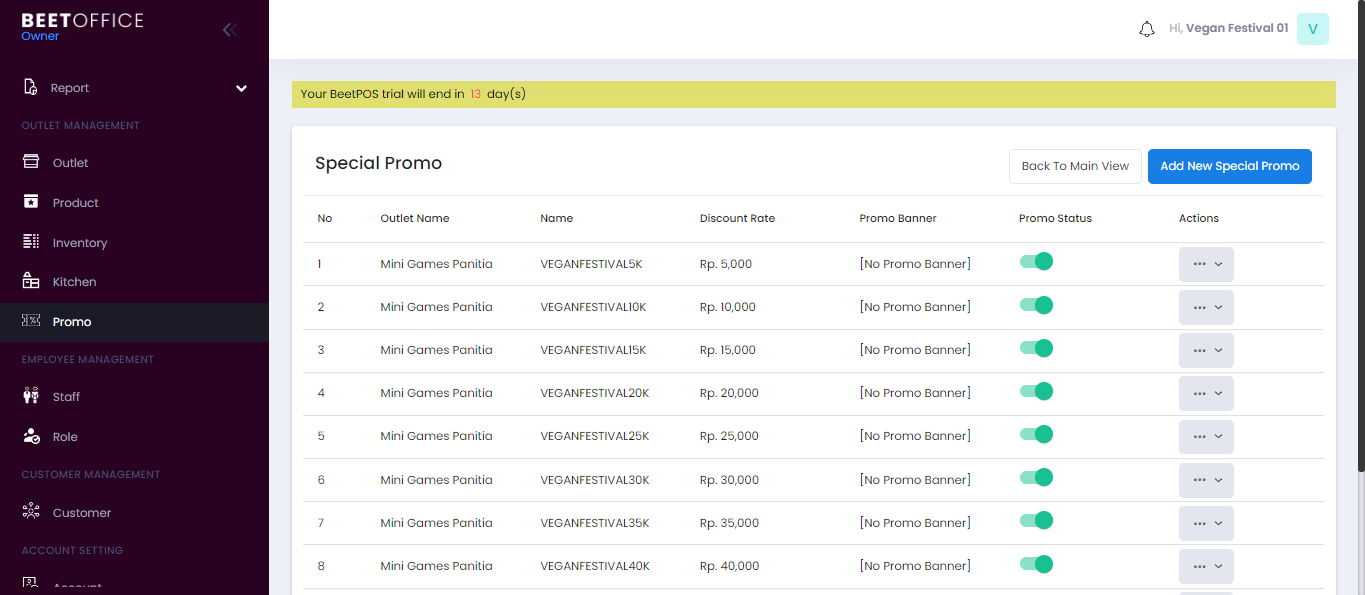 BEETOFFICE
Owner
Report
OUTLET MANAGEMENT
Outlet
Product
Inventory
Kitchen
Promo
EMPLOYEE MANAGEMENT
Staff
Role
CUSTOMER MANAGEMENT
Customer
ACCOUNT SETTING
Account
Hi, Vegan Festival 01 V
Your BeetPOS trial will end in 13 day(s)
Special Promo
Back To Main View Add New Special Promo
No Outlet Name Name Discount Rate Promo Banner Promo Status Actions
1 Mini Games Panitia VEGANFESTIVAL5K Rp. 5,000 [No Promo Banner]
2 Mini Games Panitia VEGANFESTIVAL10K Rp. 10,000 [No Promo Banner]
3 Mini Games Panitia VEGANFESTIVAL15K Rp. 15,000 [No Promo Banner]
4 Mini Games Panitia VEGANFESTIVAL20K Rp. 20,000 [No Promo Banner]
5 Mini Games Panitia VEGANFESTIVAL25K Rp. 25,000 [No Promo Banner]
6 Mini Games Panitia VEGANFESTIVAL30K Rp. 30,000 [No Promo Banner]
7 Mini Games Panitia VEGANFESTIVAL35K Rp. 35,000 [No Promo Banner]
8 Mini Games Panitia VEGANFESTIVAL40K Rp. 40,000 [No Promo Banner]